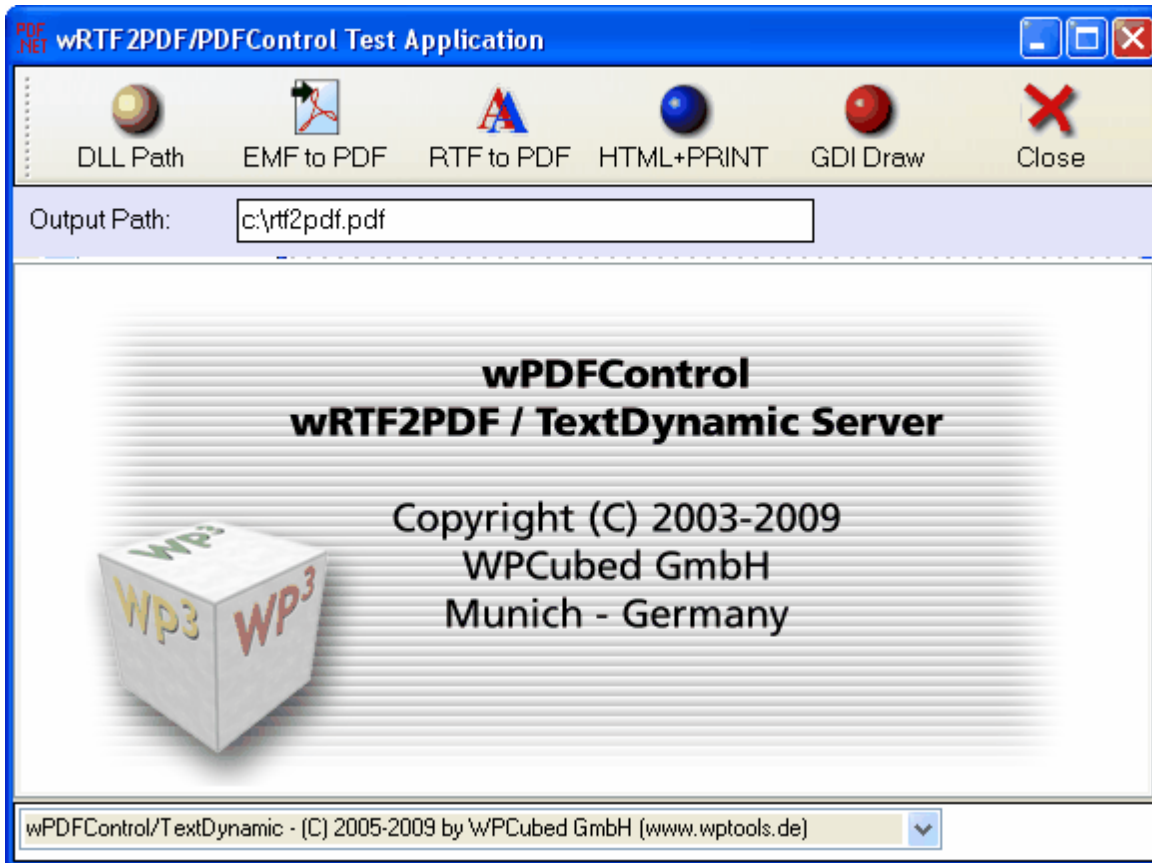 PDF
.NET
wRTF2PDF/PDFControl Test Application
DLL Path
EMF to PDF
RTF to PDF
HTML+PRINT
GDI Draw
Close
Output Path:
c:\rtf2pdf.pdf
wPDFControl
wRTF2PDF / TextDynamic Server
Copyright (C) 2003-2009
WPCubed GmbH
Munich - Germany
WP3
WP3
WP3
wPDFControl/TextDynamic - (C) 2005-2009 by WPCubed GmbH (www.wptools.de)